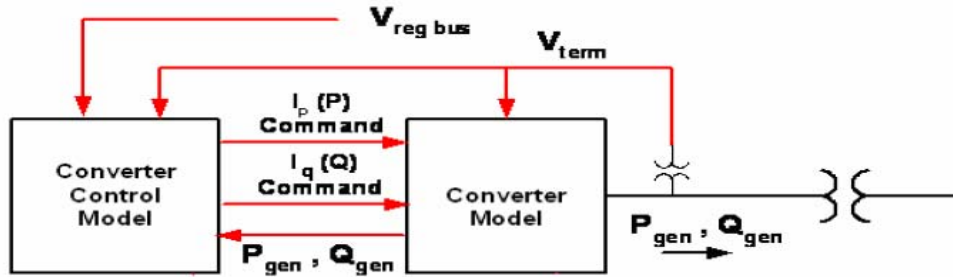 V reg bus
V term
I p (P)
Command
I q (Q)
Command
Converter
Control
Model
Converter
Model
P gen , Q gen
P gen , Q gen